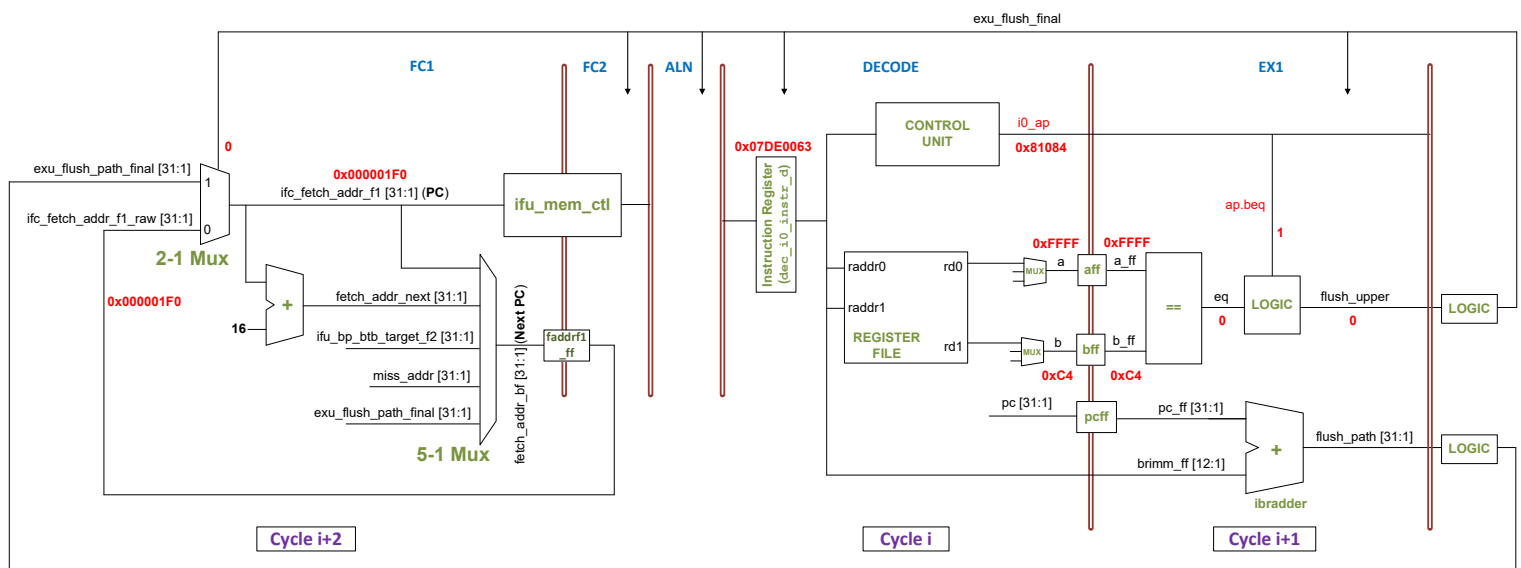 exu_flush_final
FC1
FC2
ALN
DECODE
EX1
0
exu_flush_path_final [31:1]
1
0x000001F0
ifc_fetch_addr_f1 [31:1] (PC)
ifc_fetch_addr_f1_raw [31:1]
0
2-1 Mux
0x000001F0
ifu_mem_ctl
+
16
fetch_addr_next [31:1]
ifu_bp_btb_target_f2 [31:1]
miss_addr [31:1]
exu_flush_path_final [31:1]
5-1 Mux
fetch_addr_bf [31:1] (Next PC)
faddrf1
_ff
0x07DE0063
Instruction Register
(dec_i0_instr_d)
CONTROL
UNIT
i0_ap
0x81084
ap.beq
1
raddr0
rd0
raddr1
REGISTER
FILE
rd1
MUX
0xFFFF
a
aff
0xFFFF
a_ff
MUX
b
0xC4
bff
b_ff
0xC4
==
eq
0
LOGIC
flush_upper
0
LOGIC
pc [31:1]
pcff
pc_ff [31:1]
brimm_ff [12:1]
+
ibradder
flush_path [31:1]
LOGIC
Cycle i+2
Cycle i
Cycle i+1